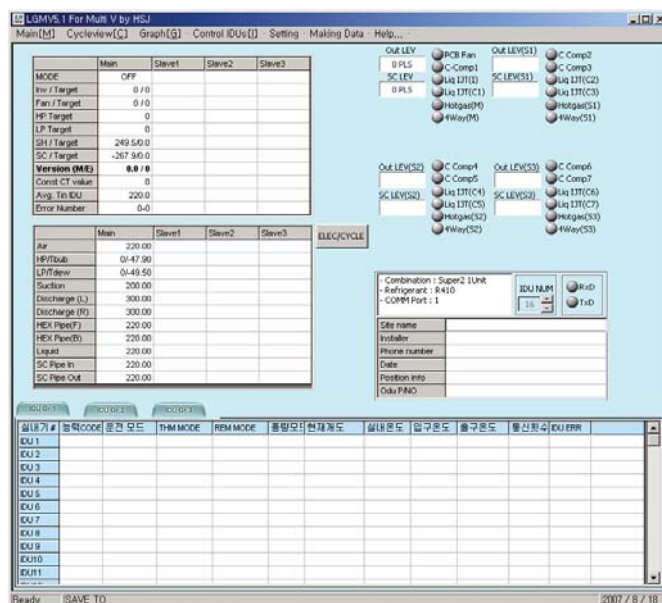 LGMV5.1 For Multi V by HSJ
Main[M] Cycleview[C] Graph[G] Control IDUs[I] Setting Making Data Help...
Main Slave1 Slave2 Slave3
MODE OFF
Inv / Target 0 / 0
Fan / Target 0 / 0
HP Target 0
LP Target 0
SH / Target 249.5/0.0
SC / Target -267.9/0.0
Version (M/E) 0.0 / 0
Const CT value 0
Avg. Tin IDU 220.0
Error Number 0-0
Out LEV
0 PLS
SC LEV
0 PLS
PCB Fan
C-Comp1
Liq IJT(I)
Liq IJT(C1)
Hotgas(M)
4Way(M)
Out LEV(S1)
SC LEV(S1)
C Comp2
C Comp3
Liq IJT(C2)
Liq IJT(C3)
Hotgas(S1)
4Way(S1)
Out LEV(S2)
SC LEV(S2)
C Comp4
C Comp5
Liq IJT(C4)
Liq IJT(C5)
Hotgas(S2)
4Way(S2)
Out LEV(S3)
SC LEV(S3)
C Comp6
C Comp7
Liq IJT(C6)
Liq IJT(C7)
Hotgas(S3)
4Way(S3)
Main Slave1 Slave2 Slave3
Air 220.00
HP/Tbub 0/-47.90
LP/Tdew 0/-49.50
Suction 200.00
Discharge (L) 300.00
Discharge (R) 300.00
HEX Pipe(F) 220.00
HEX Pipe(B) 220.00
Liquid 220.00
SC Pipe In 220.00
SC Pipe Out 220.00
ELEC/CYCLE
- Combination : Super2 1Unit
- Refrigerant : R410
- COMM Port : 1
IDU NUM
16
RxD
TxD
Site name
Installer
Phone number
Date
Position Info
Odu P/NO
IDU Gr 1 IDU Gr 2 IDU Gr 3
실내기 # 능력CODE 운전 모드 THM MODE REM MODE 풍량모드 현재개도 실내온도 입구온도 출구온도 통신횟수 IDU ERR
IDU 1
IDU 2
IDU 3
IDU 4
IDU 5
IDU 6
IDU 7
IDU 8
IDU 9
IDU10
IDU11
Ready SAVE TO 2007 / 8 / 18